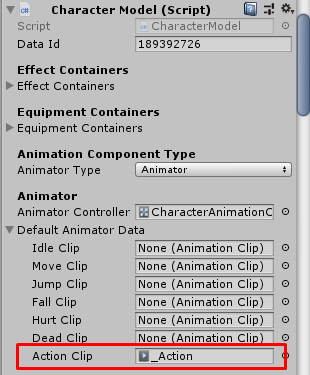 Character Model (Script)
Script CharacterModel
Data Id 189392726
Effect Containers
Effect Containers
Equipment Containers
Equipment Containers
Animation Component Type
Animator Type Animator
Animator
Animator Controller CharacterAnimationC
Default Animator Data
Idle Clip None (Animation Clip)
Move Clip None (Animation Clip)
Jump Clip None (Animation Clip)
Fall Clip None (Animation Clip)
Hurt Clip None (Animation Clip)
Dead Clip None (Animation Clip)
Action Clip _Action